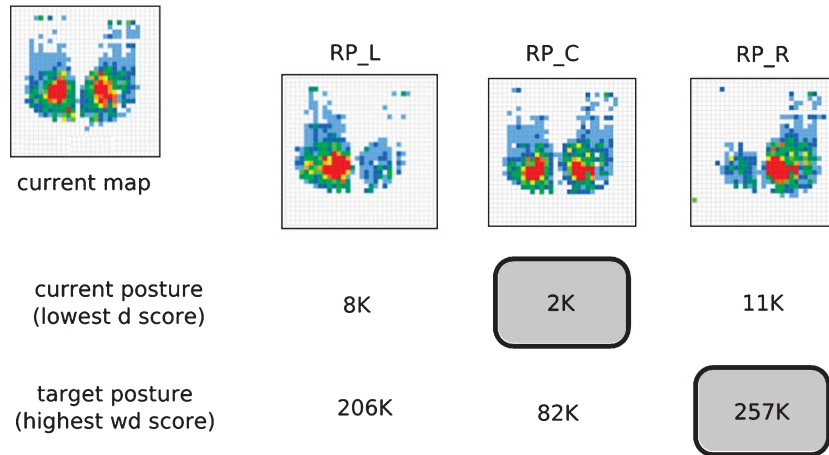 RP_L RP_C RP_R
current map
current posture
(lowest d score)
8K 2K 11K
target posture
(highest wd score)
206K 82K 257K